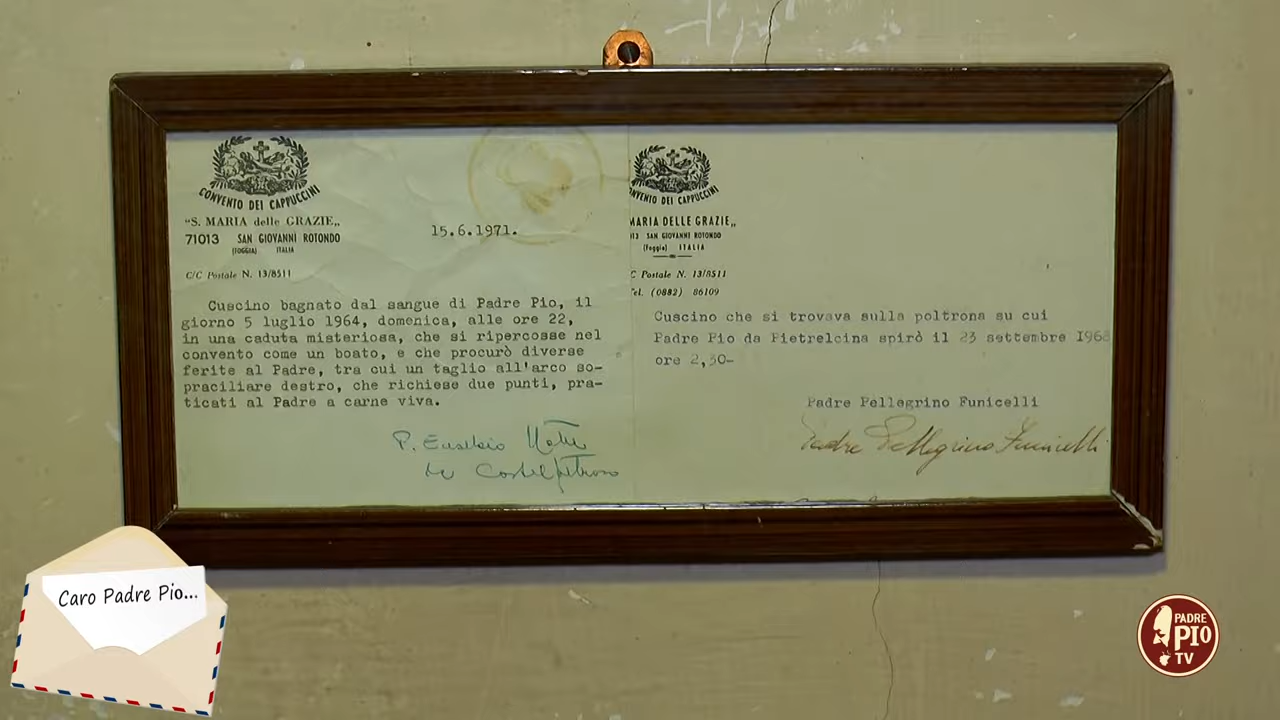 CONVENTO DEI CAPPUCCINI
"S. MARIA delle GRAZIE„
71013 SAN GIOVANNI ROTONDO
(FOGGIA) ITALIA
C/C Postale N. 13/8511
15.6.1971.
Cuscino bagnato dal sangue di Padre Pio, il
giorno 5 luglio 1964, domenica, alle ore 22,
in una caduta misteriosa, che si ripercosse nel
convento come un boato, e che procurò diverse
ferite al Padre, tra cui un taglio all'arco so-
praciliare destro, che richiese due punti, pra-
ticati al Padre a carne viva.
P. Eusebio Notte
da Castelpetroso
NVENTO DEI CAPPUCCINI
MARIA DELLE GRAZIE„
13 SAN GIOVANNI ROTONDO
(Foggia) ITALIA
C Postale N. 13/8511
Tel. (0882) 86109
Cuscino che si trovava sulla poltrona su cui
Padre Pio da Pietrelcina spirò il 23 settembre 1968
ore 2,30-
Padre Pellegrino Funicelli
Padre Pellegrino Funicelli
Caro Padre Pio...
PADRE
PIO
TV